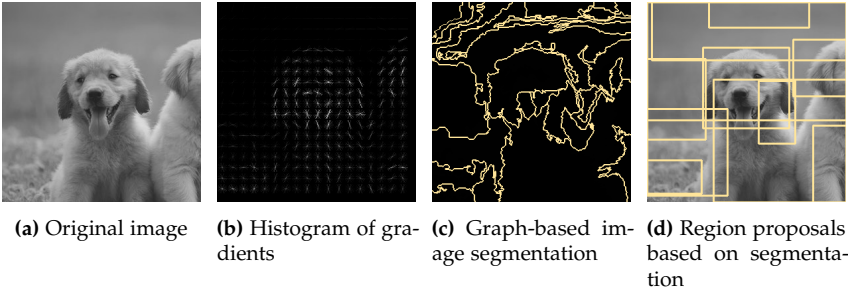 (a) Original image
(b) Histogram of gra-
dients
(c) Graph-based im-
age segmentation
(d) Region proposals
based on segmenta-
tion